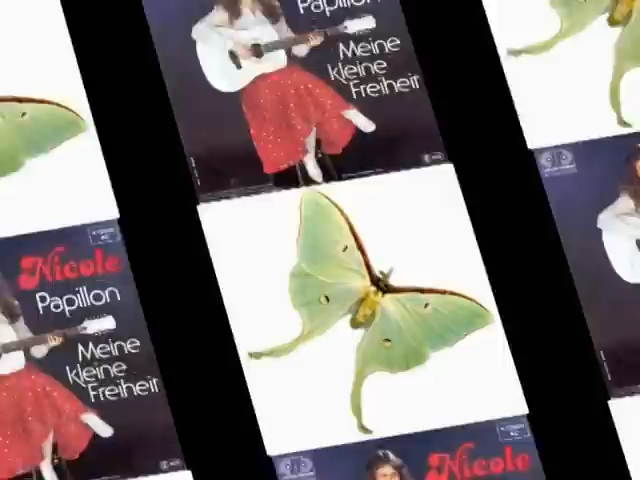 Papillon
Meine
kleine
Freiheit
Nicole
Papillon
Meine
kleine
Freiheit
Nicole